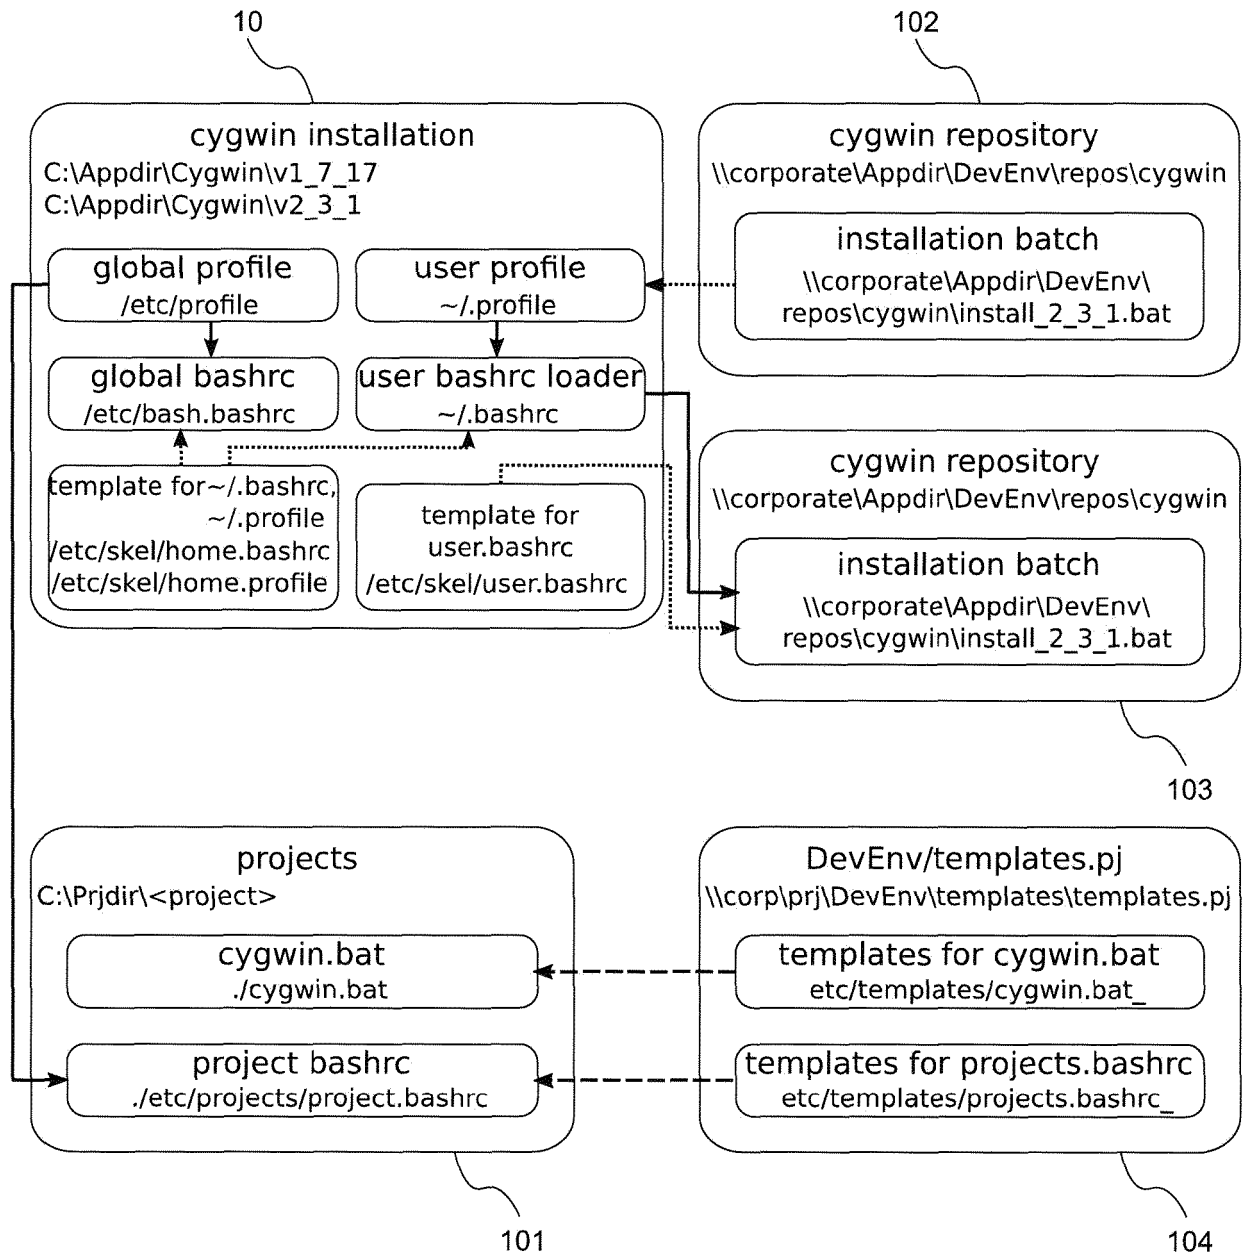 10
102
cygwin installation
C:\Appdir\Cygwin\v1_7_17
C:\Appdir\Cygwin\v2_3_1
global profile
/etc/profile
user profile
~/.profile
global bashrc
/etc/bash.bashrc
user bashrc loader
~/.bashrc
template for~/.bashrc,
~/.profile
/etc/skel/home.bashrc
/etc/skel/home.profile
template for
user.bashrc
/etc/skel/user.bashrc
cygwin repository
\\corporate\Appdir\DevEnv\repos\cygwin
installation batch
\\corporate\Appdir\DevEnv\
repos\cygwin\install_2_3_1.bat
cygwin repository
\\corporate\Appdir\DevEnv\repos\cygwin
installation batch
\\corporate\Appdir\DevEnv\
repos\cygwin\install_2_3_1.bat
103
projects
C:\Prjdir\<project>
cygwin.bat
./cygwin.bat
project bashrc
./etc/projects/project.bashrc
DevEnv/templates.pj
\\corp\prj\DevEnv\templates\templates.pj
templates for cygwin.bat
etc/templates/cygwin.bat_
templates for projects.bashrc
etc/templates/projects.bashrc_
101
104